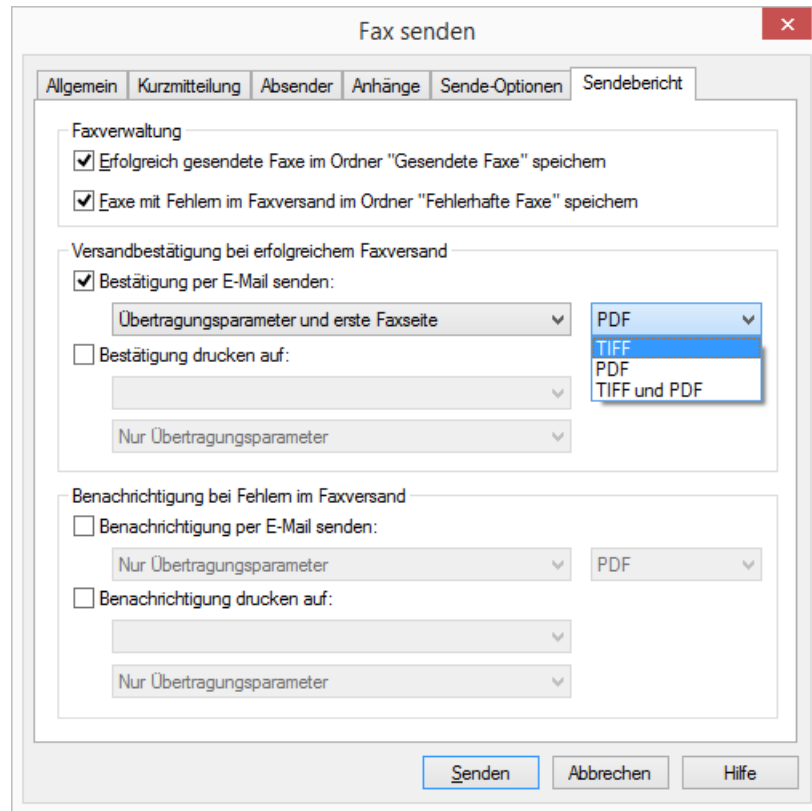 Fax senden
Allgemein Kurzmitteilung Absender Anhänge Sende-Optionen Sendebericht
Faxverwaltung
Erfolgreich gesendete Faxe im Ordner "Gesendete Faxe" speichern
Faxe mit Fehlern im Faxversand im Ordner "Fehlerhafte Faxe" speichern
Versandbestätigung bei erfolgreichem Faxversand
Bestätigung per E-Mail senden:
Übertragungsparameter und erste Faxseite PDF
TIFF
Bestätigung drucken auf:
PDF
TIFF und PDF
Nur Übertragungsparameter
Benachrichtigung bei Fehlern im Faxversand
Benachrichtigung per E-Mail senden:
Nur Übertragungsparameter PDF
Benachrichtigung drucken auf:
Nur Übertragungsparameter
Senden Abbrechen Hilfe